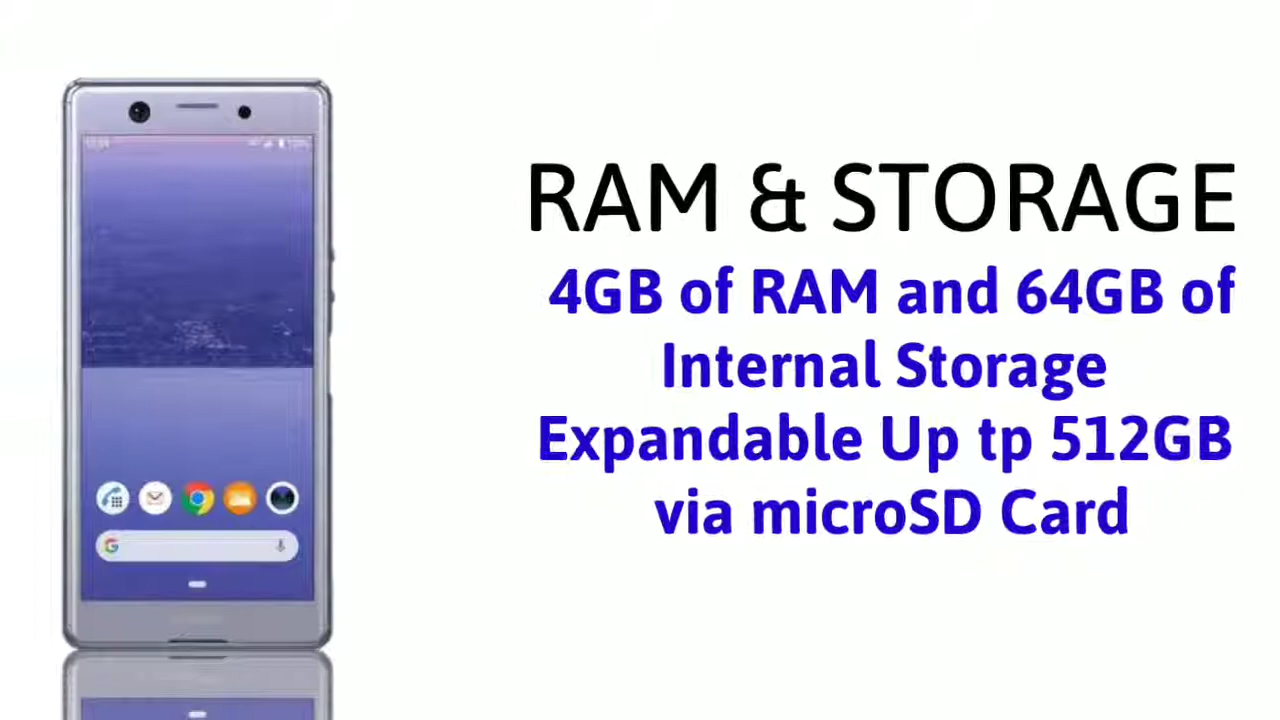 RAM & STORAGE
4GB of RAM and 64GB of
Internal Storage
Expandable Up tp 512GB
via microSD Card